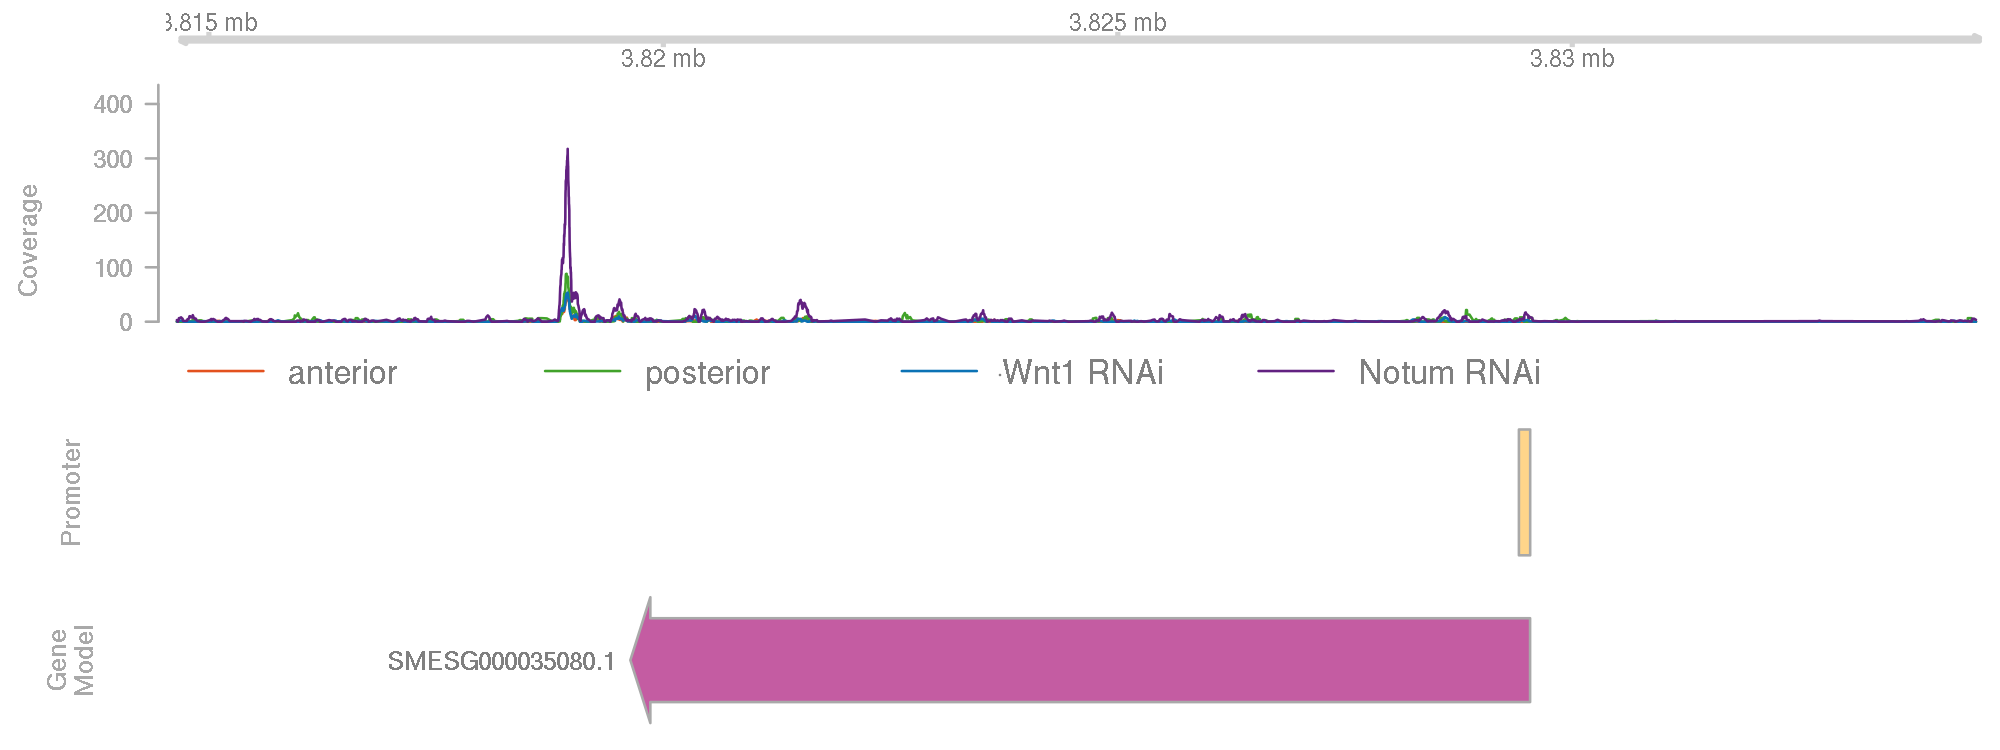 3.815 mb
3.825 mb
3.82 mb
3.83 mb
Coverage
400
300
200
100
0
anterior
posterior
Wnt1 RNAi
Notum RNAi
Promoter
Gene
Model
SMESG000035080.1